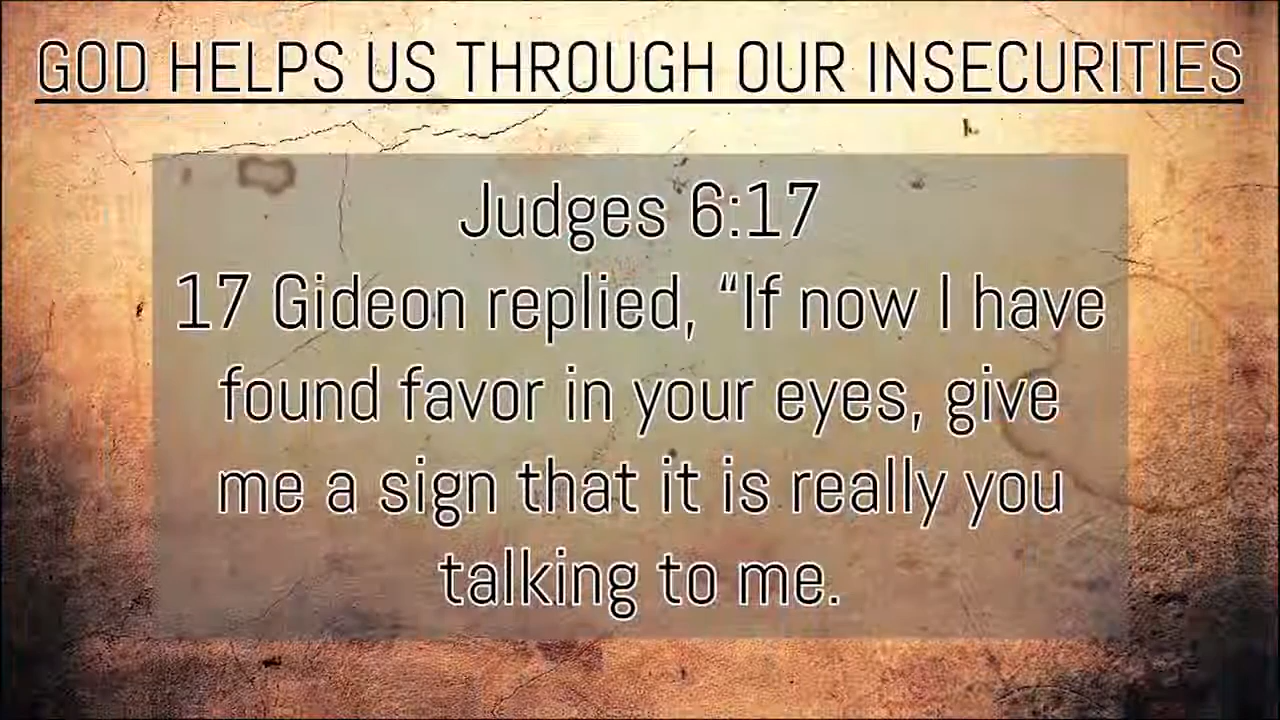 GOD HELPS US THROUGH OUR INSECURITIES
Judges 6:17
17 Gideon replied, “If now I have
found favor in your eyes, give
me a sign that it is really you
talking to me.